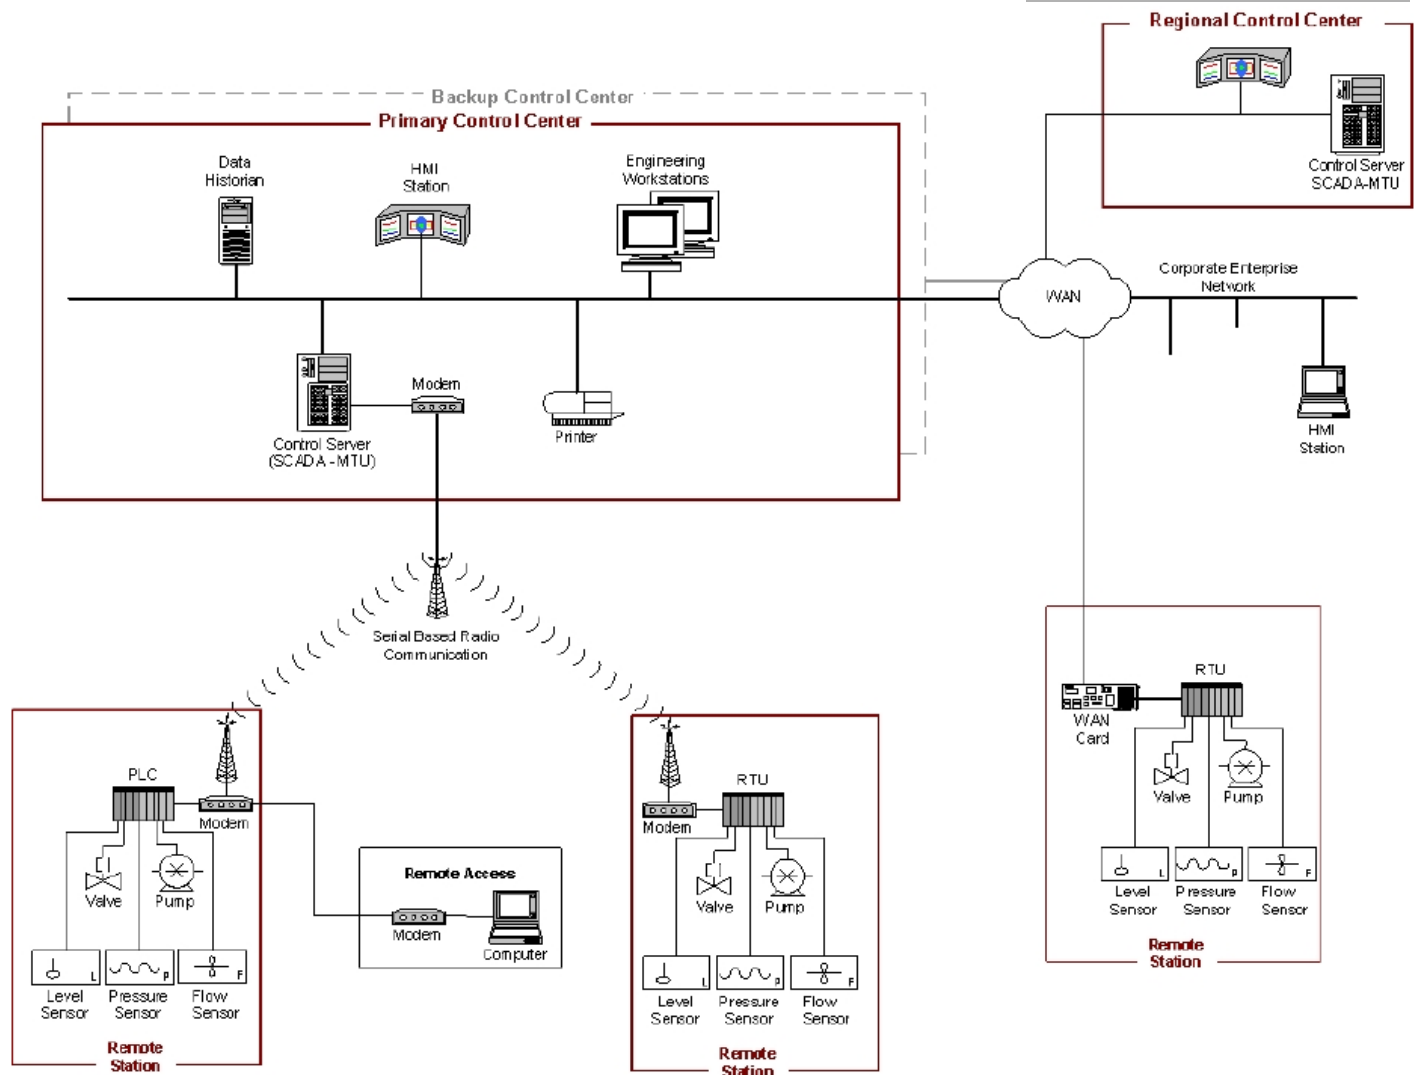 Regional Control Center
Control Server
SCADA-MTU
Backup Control Center
Primary Control Center
Data
Historian
HMI
Station
Engineering
Workstations
Control Server
(SCADA - MTU)
Modem
Printer
WAN
Corporate Enterprise
Network
HMI
Station
Serial Based Radio
Communication
PLC
Modem
Valve
Pump
L
P
F
Level
Sensor
Pressure
Sensor
Flow
Sensor
Remote
Station
Remote Access
Modem
Computer
RTU
Modem
Valve
Pump
L
P
F
Level
Sensor
Pressure
Sensor
Flow
Sensor
Remote
Station
RTU
WAN
Card
Valve
Pump
L
P
F
Level
Sensor
Pressure
Sensor
Flow
Sensor
Remote
Station